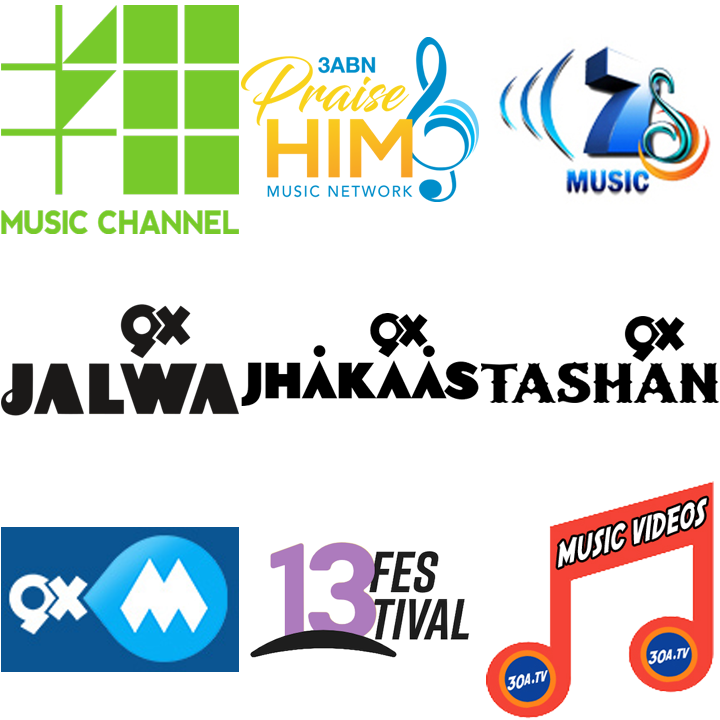 MUSIC CHANNEL
3ABN
Praise
HIM
MUSIC NETWORK
7S
MUSIC
9X
JALWA
9X
JHAKAAS
9X
TASHAN
9X M
13 FES
TIVAL
MUSIC VIDEOS
30A.TV
30A.TV